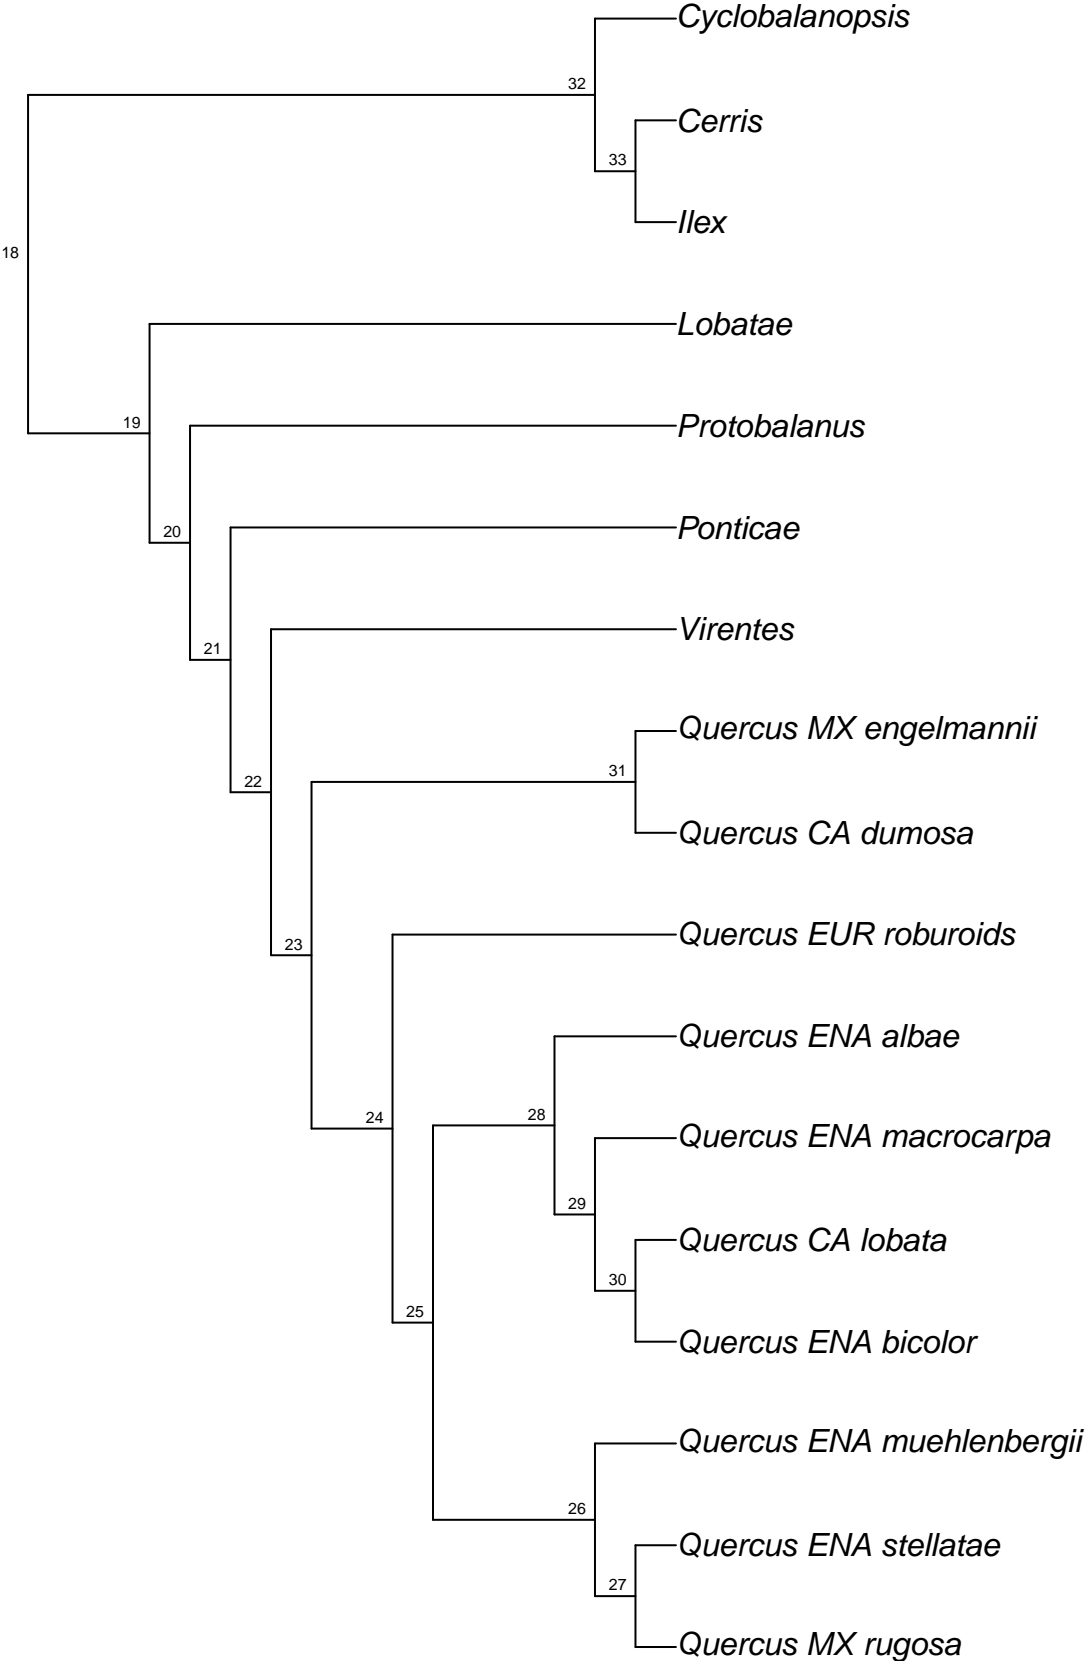 Cyclobalanopsis
32
Cerris
33
Ilex
18
Lobatae
19
Protobalanus
20
Ponticae
Virentes
21
Quercus MX engelmannii
31
22
Quercus CA dumosa
Quercus EUR roburoids
23
Quercus ENA albae
28
24
Quercus ENA macrocarpa
29
Quercus CA lobata
30
25
Quercus ENA bicolor
Quercus ENA muehlenbergii
26
Quercus ENA stellatae
27
Quercus MX rugosa